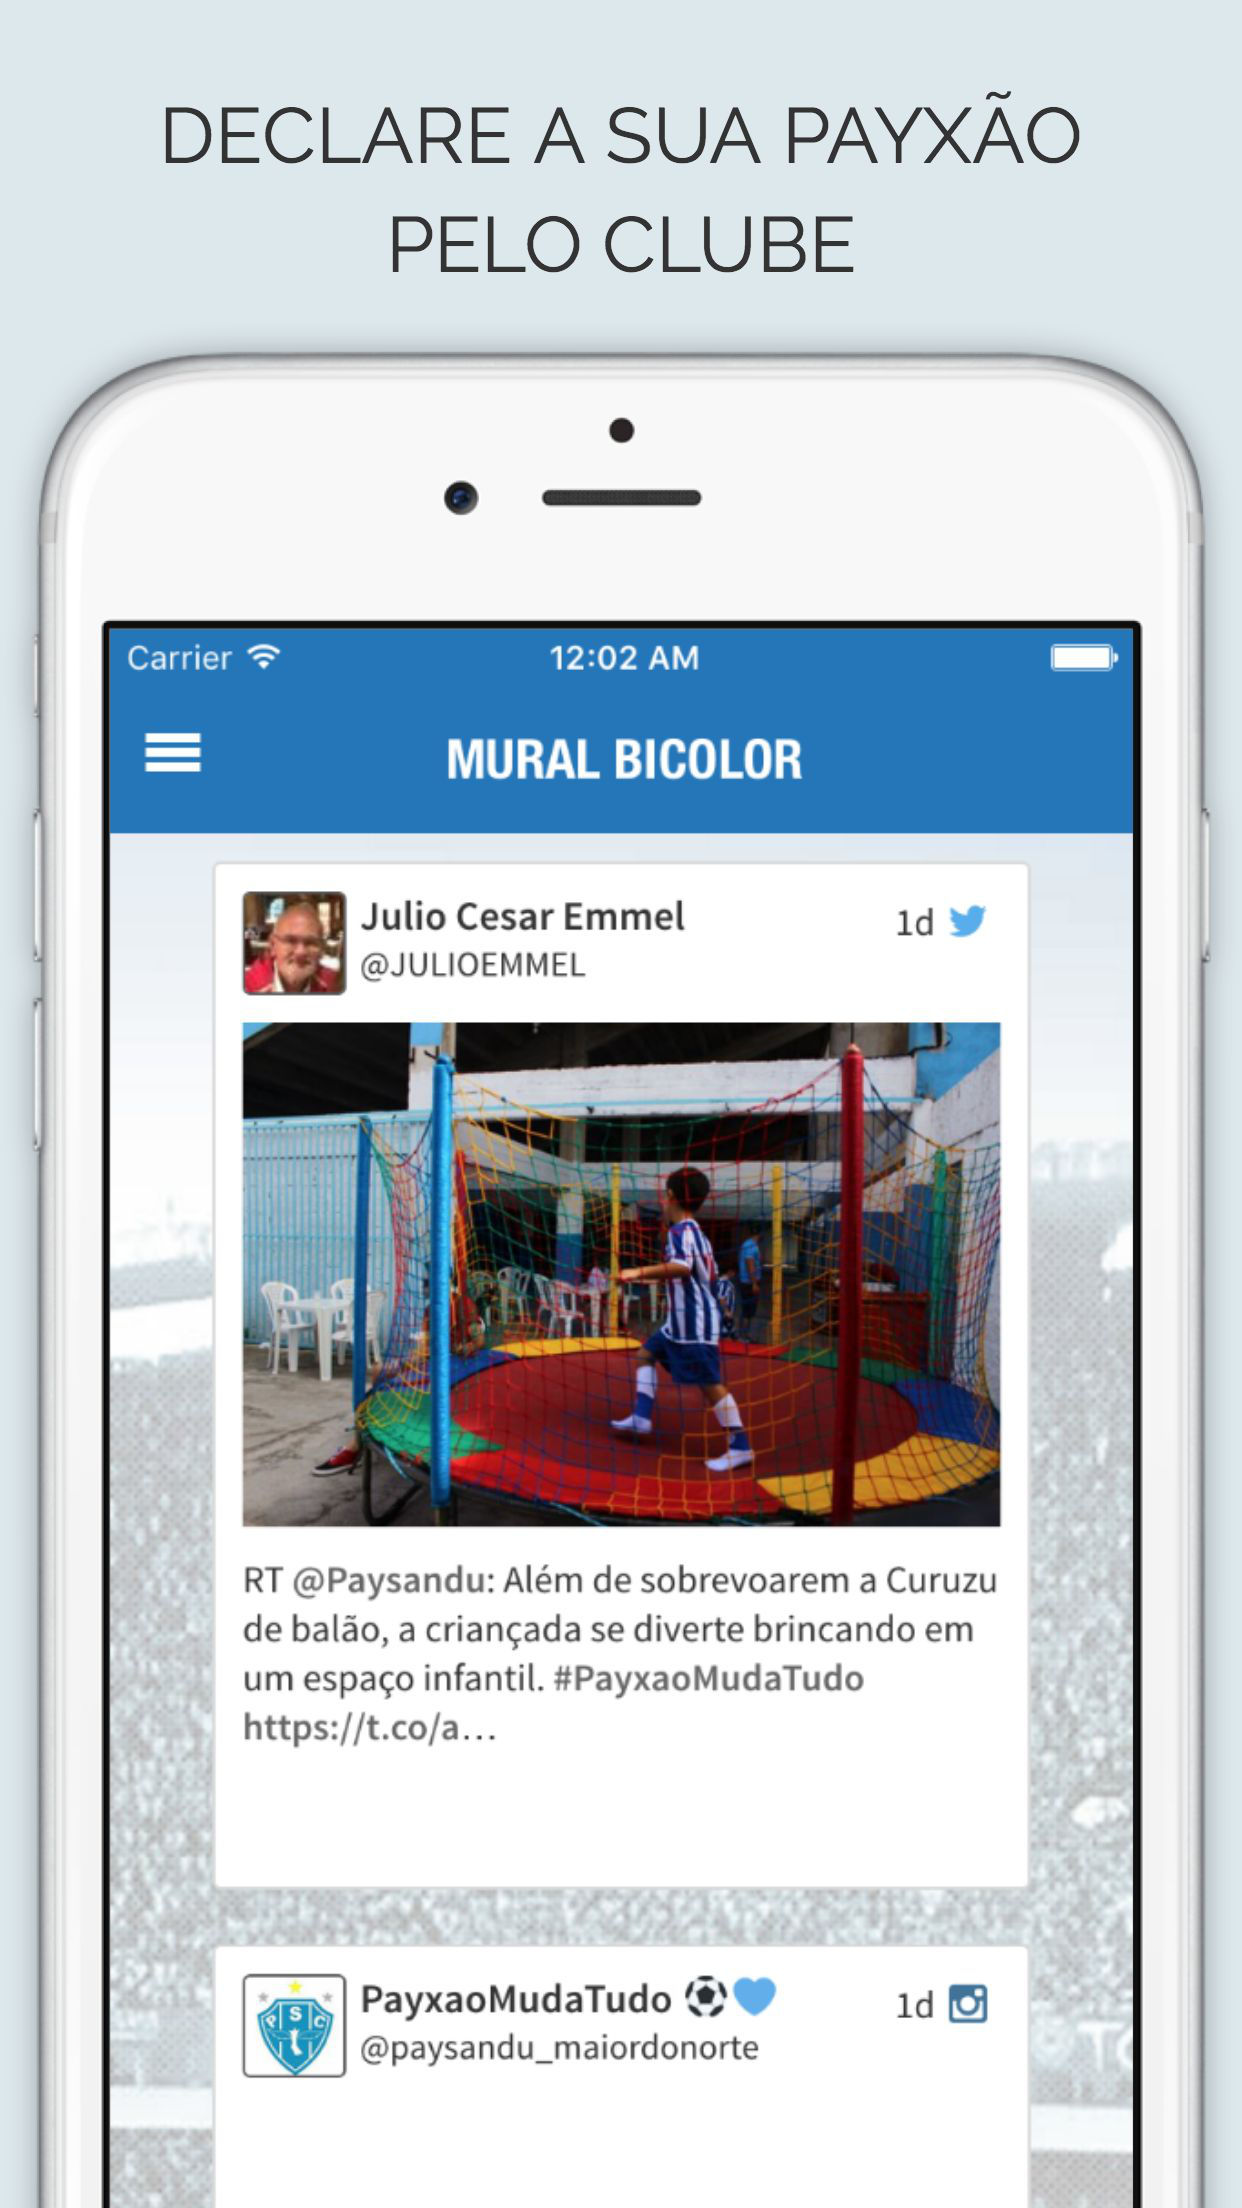 DECLARE A SUA PAYXÃO
PELO CLUBE
Carrier
12:02 AM
MURAL BICOLOR
Julio Cesar Emmel
1d
@JULIOEMMEL
RT @Paysandu: Além de sobrevoarem a Curuzu
de balão, a criançada se diverte brincando em
um espaço infantil. #PayxaoMudaTudo
https://t.co/a…
PSC
PayxaoMudaTudo ⚽💙
1d
@paysandu_maiordonorte